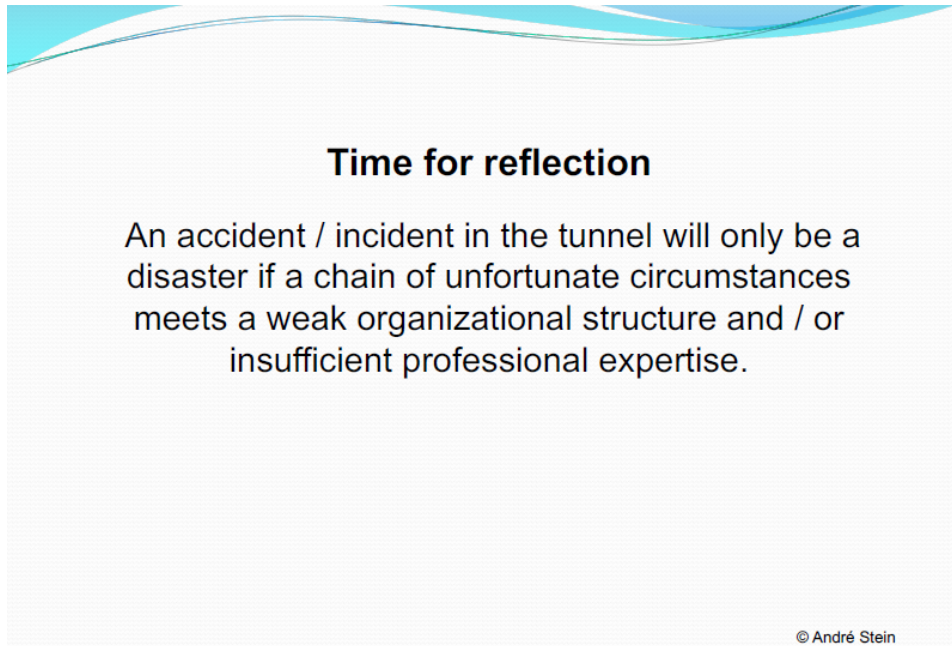 Time for reflection
An accident / incident in the tunnel will only be a
disaster if a chain of unfortunate circumstances
meets a weak organizational structure and / or
insufficient professional expertise.
© André Stein